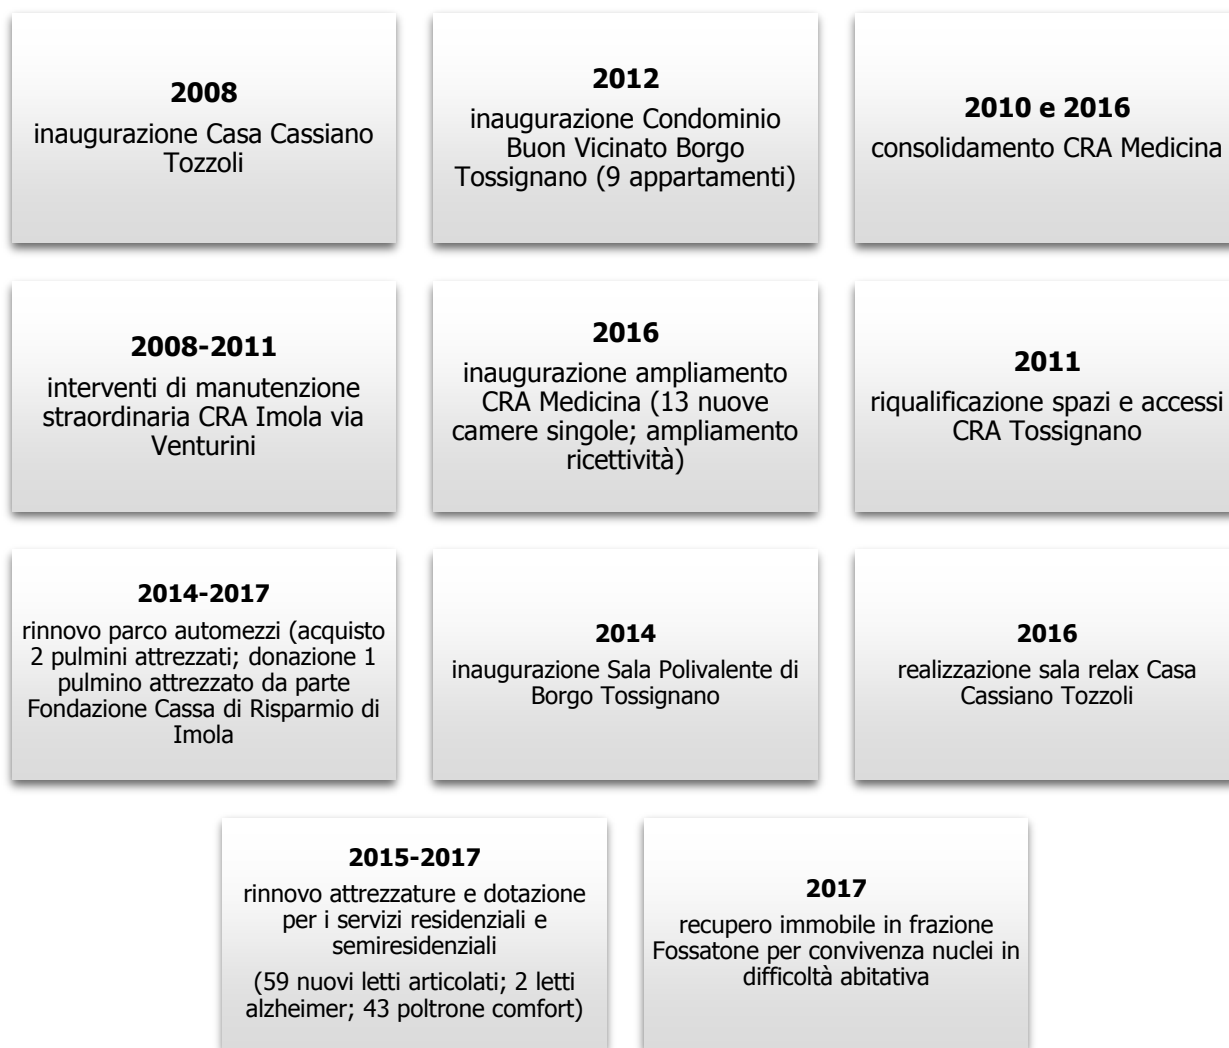 2008
inaugurazione Casa Cassiano
Tozzoli
2012
inaugurazione Condominio
Buon Vicinato Borgo
Tossignano (9 appartamenti)
2010 e 2016
consolidamento CRA Medicina
2008-2011
interventi di manutenzione
straordinaria CRA Imola via
Venturini
2016
inaugurazione ampliamento
CRA Medicina (13 nuove
camere singole; ampliamento
ricettività)
2011
riqualificazione spazi e accessi
CRA Tossignano
2014-2017
rinnovo parco automezzi (acquisto
2 pulmini attrezzati; donazione 1
pulmino attrezzato da parte
Fondazione Cassa di Risparmio di
Imola
2014
inaugurazione Sala Polivalente di
Borgo Tossignano
2016
realizzazione sala relax Casa
Cassiano Tozzoli
2015-2017
rinnovo attrezzature e dotazione
per i servizi residenziali e
semiresidenziali
(59 nuovi letti articolati; 2 letti
alzheimer; 43 poltrone comfort)
2017
recupero immobile in frazione
Fossatone per convivenza nuclei in
difficoltà abitativa